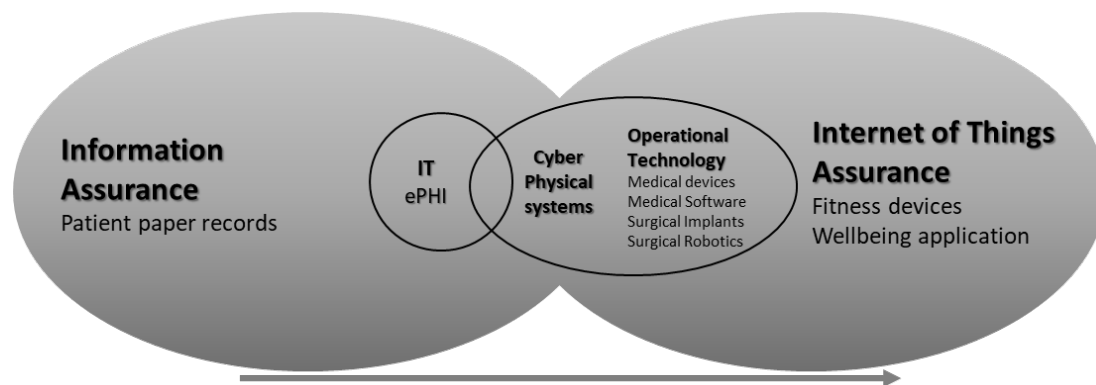 Information
Assurance
Patient paper records
IT
ePHI
Cyber
Physical
systems
Operational
Technology
Medical devices
Medical Software
Surgical Implants
Surgical Robotics
Internet of Things
Assurance
Fitness devices
Wellbeing application